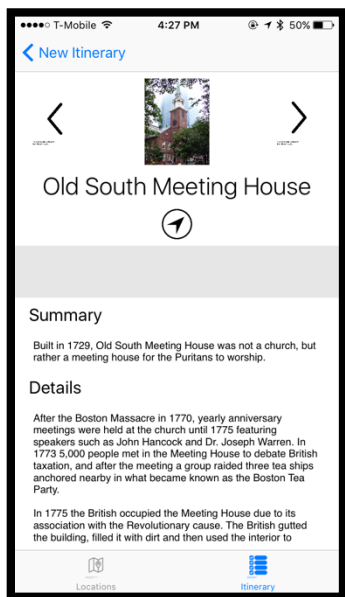 T-Mobile 4:27 PM 50%
New Itinerary
Old South Meeting House
Summary
Built in 1729, Old South Meeting House was not a church, but
rather a meeting house for the Puritans to worship.
Details
After the Boston Massacre in 1770, yearly anniversary
meetings were held at the church until 1775 featuring
speakers such as John Hancock and Dr. Joseph Warren. In
1773 5,000 people met in the Meeting House to debate British
taxation, and after the meeting a group raided three tea ships
anchored nearby in what became known as the Boston Tea
Party.
In 1775 the British occupied the Meeting House due to its
association with the Revolutionary cause. The British gutted
the building, filled it with dirt and then used the interior to
Locations Itinerary